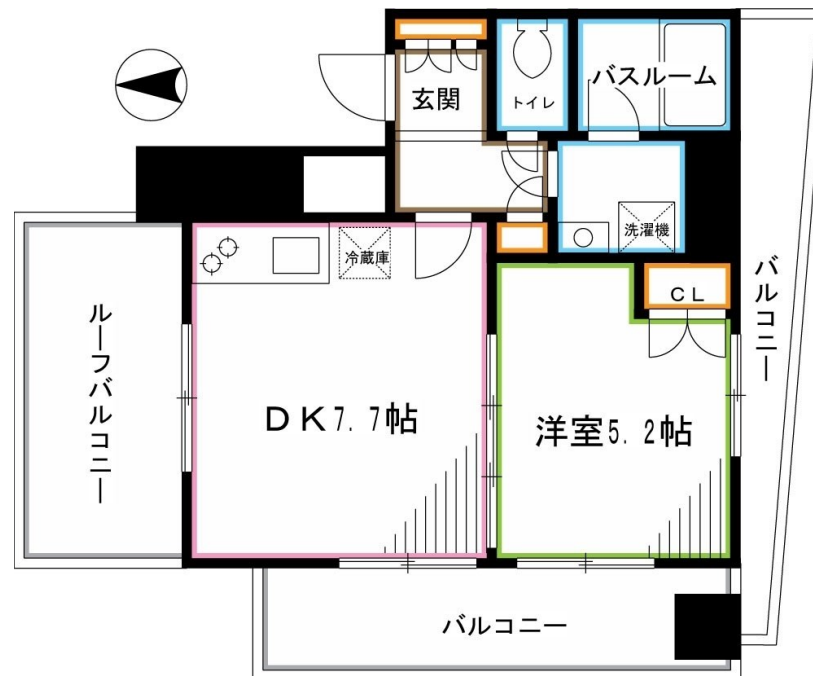 玄関
トイレ
バスルーム
洗濯機
冷蔵庫
CL
バルコニー
ルーフバルコニー
DK7.7帖
洋室5.2帖
バルコニー